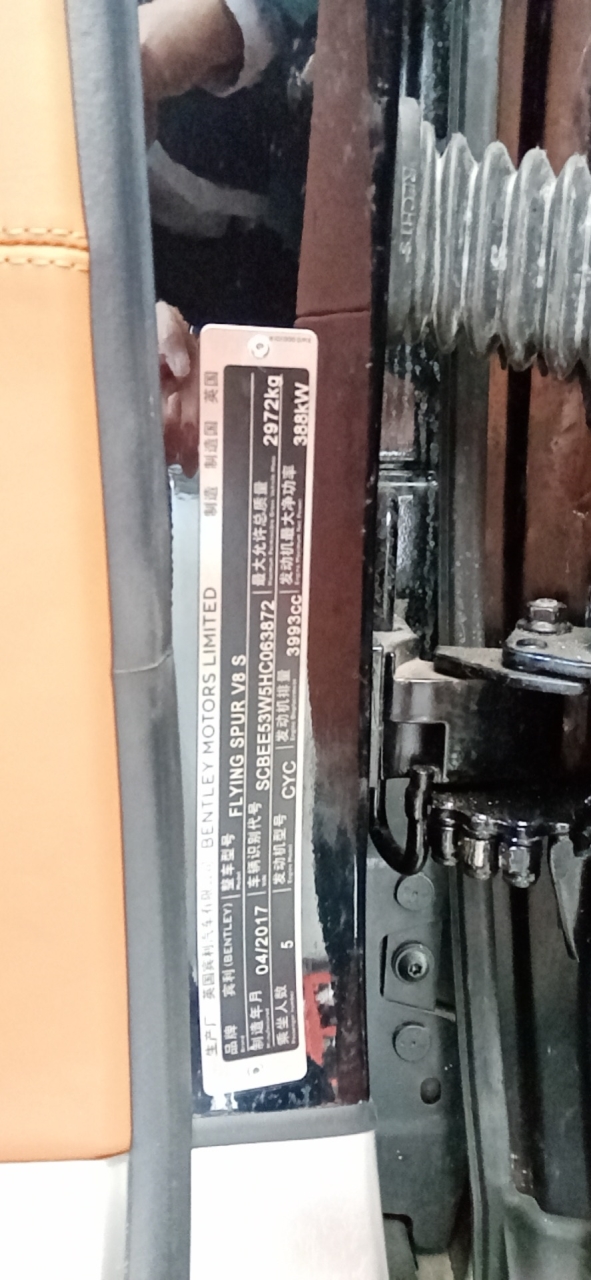 生产厂 英国宾利汽车有限 BENTLEY MOTORS LIMITED 制造 制造国 英国
品牌 宾利(BENTLEY) 整车型号 FLYING SPUR V8 S
Brand
制造年月 04/2017 车辆识别代号 SCBEE53W5HC063872 最大允许总质量 2972kg
乘坐人数 5 发动机型号 CYC 发动机排量 3993cc 发动机最大净功率 388kW